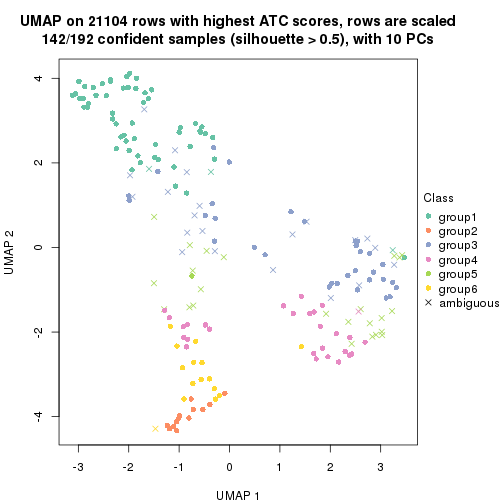 UMAP on 21104 rows with highest ATC scores, rows are scaled
142/192 confident samples (silhouette > 0.5), with 10 PCs
4
2
0
-2
-4
UMAP 2
-3
-2
-1
0
1
2
3
UMAP 1
Class
group1
group2
group3
group4
group5
group6
ambiguous